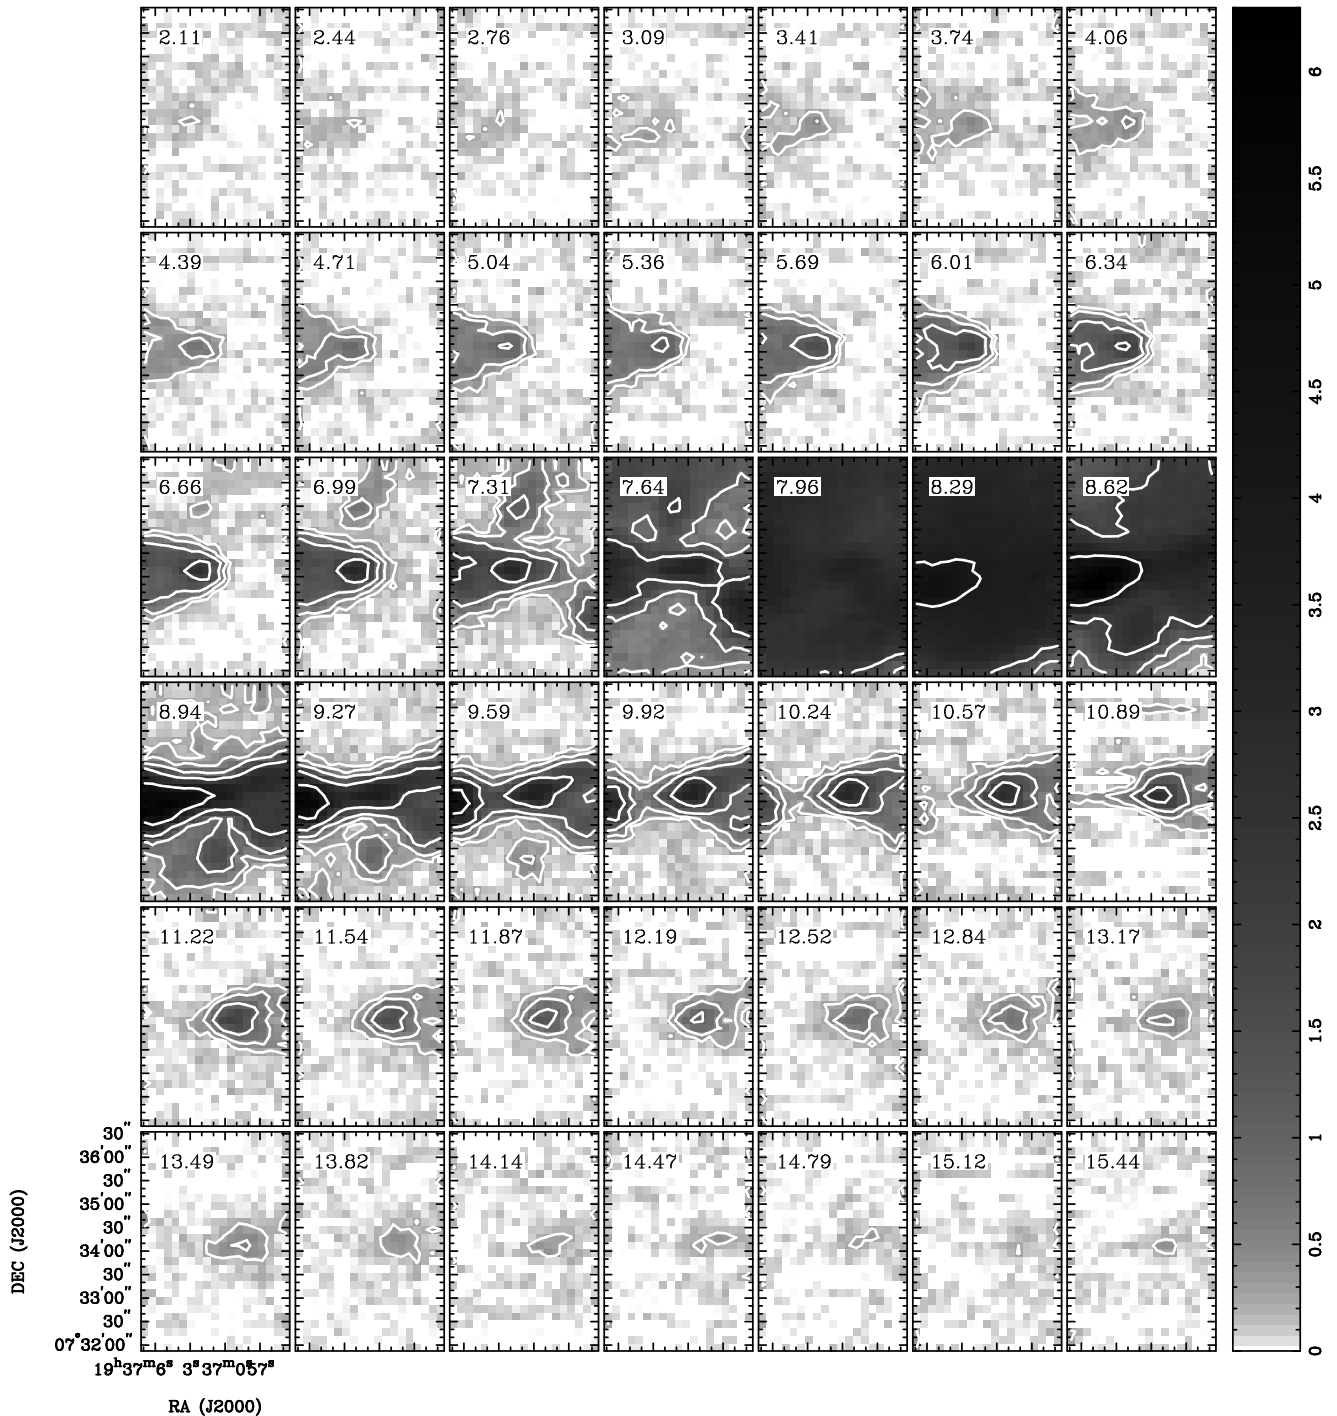 2.11 2.44 2.76 3.09 3.41 3.74 4.06
4.39 4.71 5.04 5.36 5.69 6.01 6.34
6.66 6.99 7.31 7.64 7.96 8.29 8.62
8.94 9.27 9.59 9.92 10.24 10.57 10.89
11.22 11.54 11.87 12.19 12.52 12.84 13.17
13.49 13.82 14.14 14.47 14.79 15.12 15.44
30"
36'00"
30"
35'00"
30"
34'00"
30"
33'00"
30"
07°32'00"
DEC (J2000)
19ʰ37ᵐ6ˢ 3ˢ37ᵐ0ˢ57ˢ
RA (J2000)
6
5.5
5
4.5
4
3.5
3
2.5
2
1.5
1
0.5
0